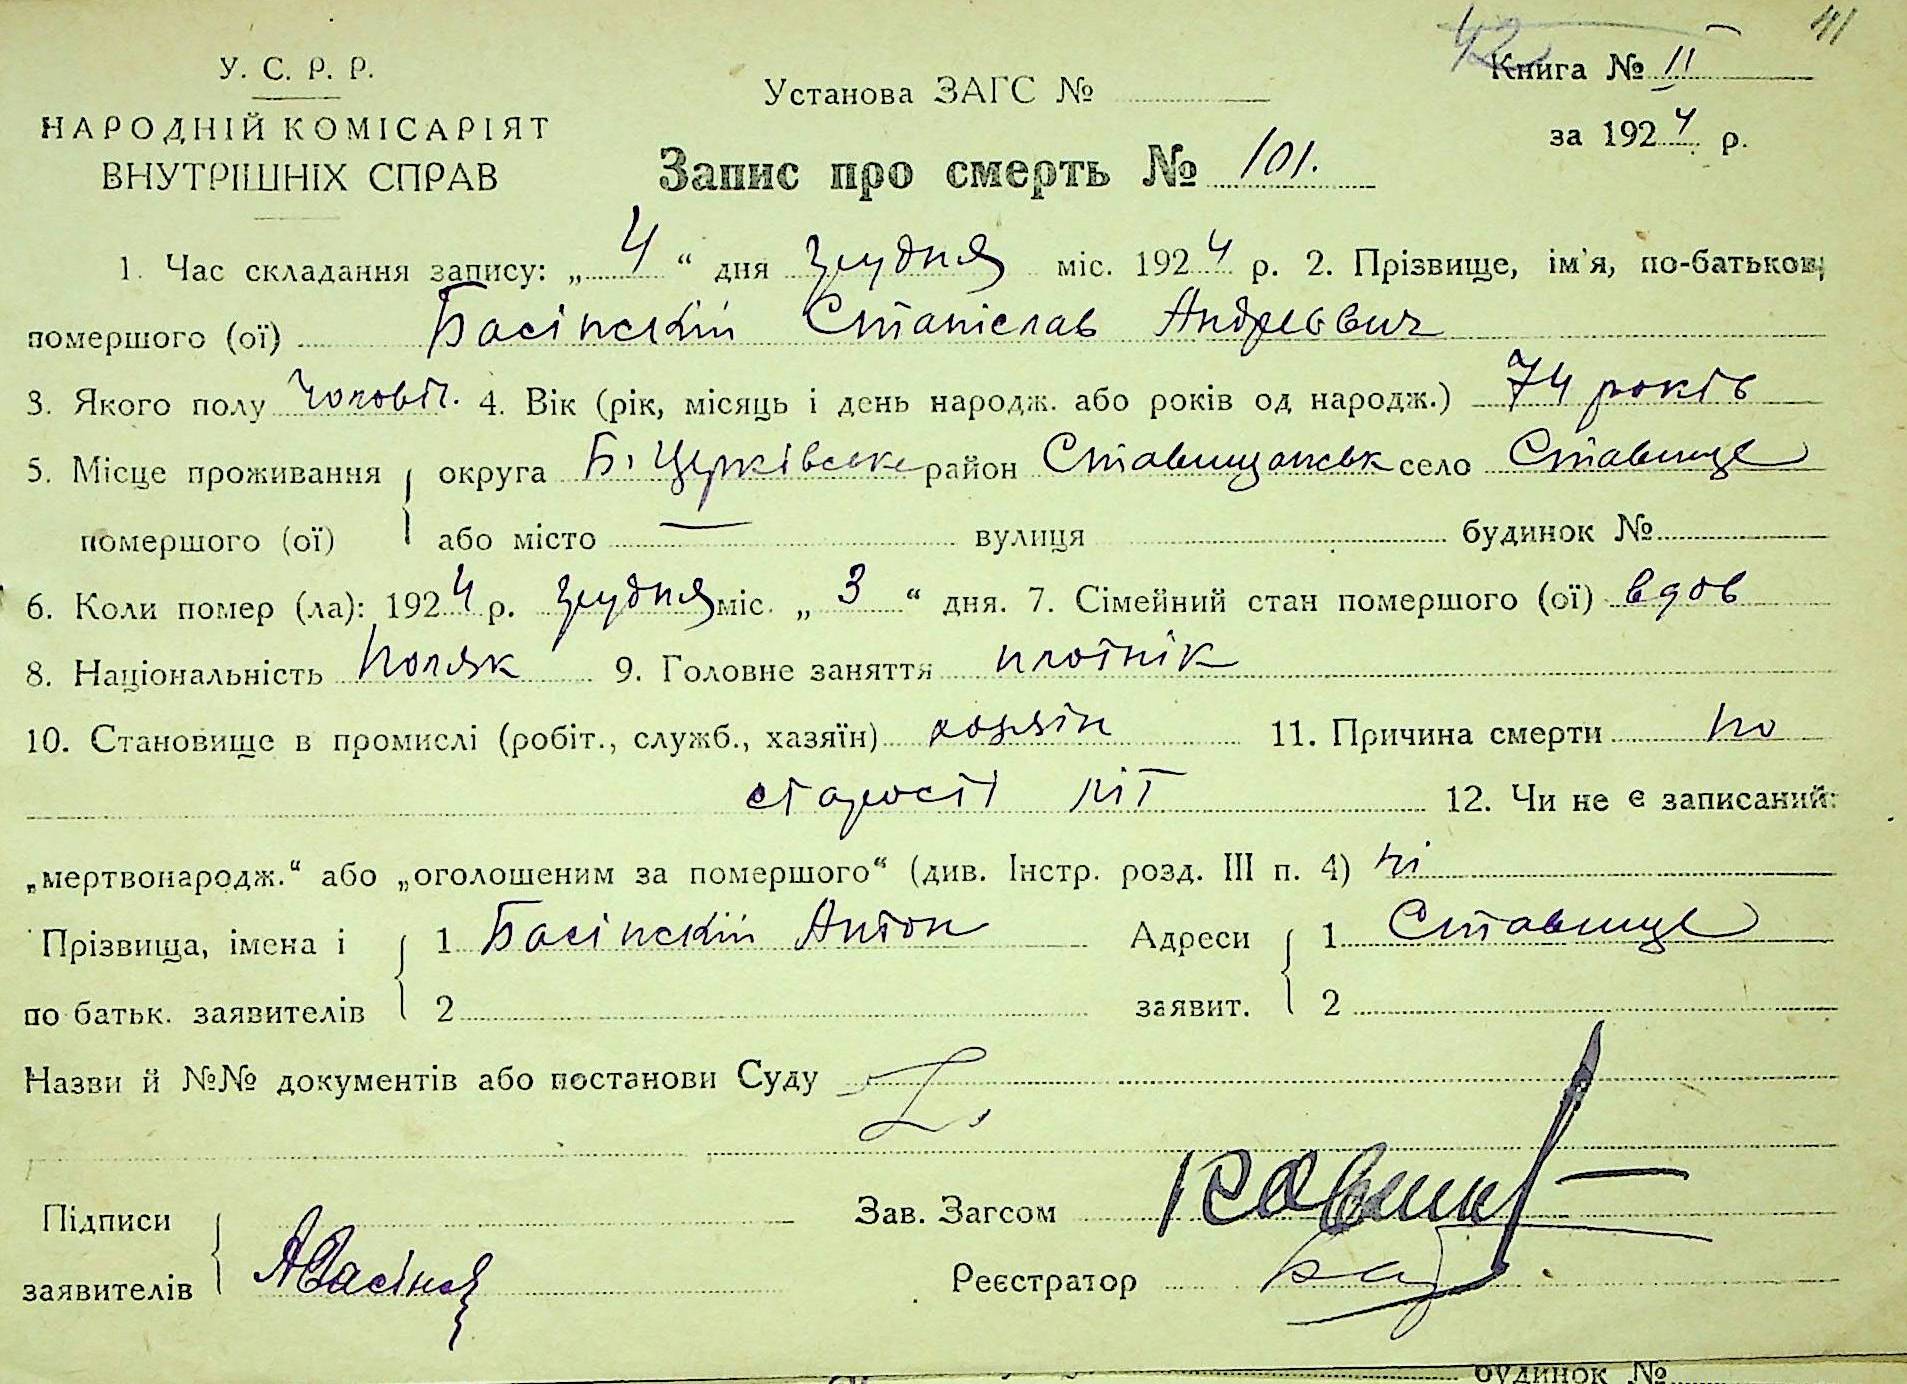 42 41
У. С. Р. Р.
НАРОДНІЙ КОМІСАРІЯТ
ВНУТРІШНІХ СПРАВ
Установа ЗАГС №
Книга № II
за 1924 р.
Запис про смерть № 101.
1. Час складання запису: „ 4 “ дня грудня міс. 1924 р. 2. Прізвище, ім'я, по-батькові
помершого (ої) Басінскій Станіслав Андреевич
3. Якого полу чоловіч. 4. Вік (рік, місяць і день народж. або років од народж.) 74 років
5. Місце проживання округа Б. Церківське район Ставищанськ село Ставище
помершого (ої) або місто — вулиця будинок №
6. Коли помер (ла): 1924 р. грудня міс. „ 3 “ дня. 7. Сімейний стан помершого (ої) вдов
8. Національність поляк 9. Головне заняття плотнік
10. Становище в промислі (робіт., служб., хазяїн) хозяін 11. Причина смерти по
старості літ 12. Чи не є записаний:
„мертвонародж.“ або „оголошеним за помершого“ (див. Інстр. розд. III п. 4) ні
Прізвища, імена і 1 Басінскій Антон Адреси 1 Ставище
по батьк. заявителів 2 заявит. 2
Назви й №№ документів або постанови Суду
Підписи Зав. Загсом
заявителів Реєстратор
будинок №